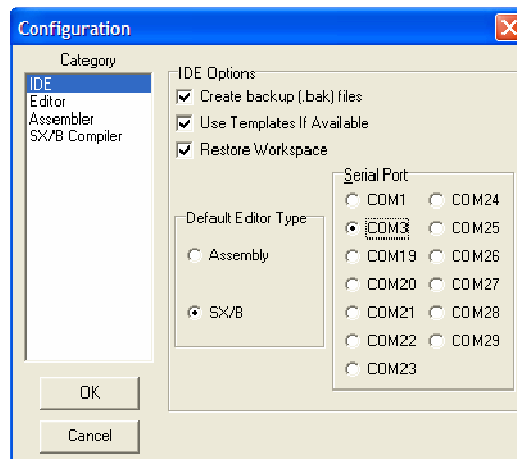 Configuration
Category
IDE
Editor
Assembler
SX/B Compiler
IDE Options
Create backup (.bak) files
Use Templates If Available
Restore Workspace
Default Editor Type
Assembly
SX/B
Serial Port
COM1 COM24
COM3 COM25
COM19 COM26
COM20 COM27
COM21 COM28
COM22 COM29
COM23
OK
Cancel